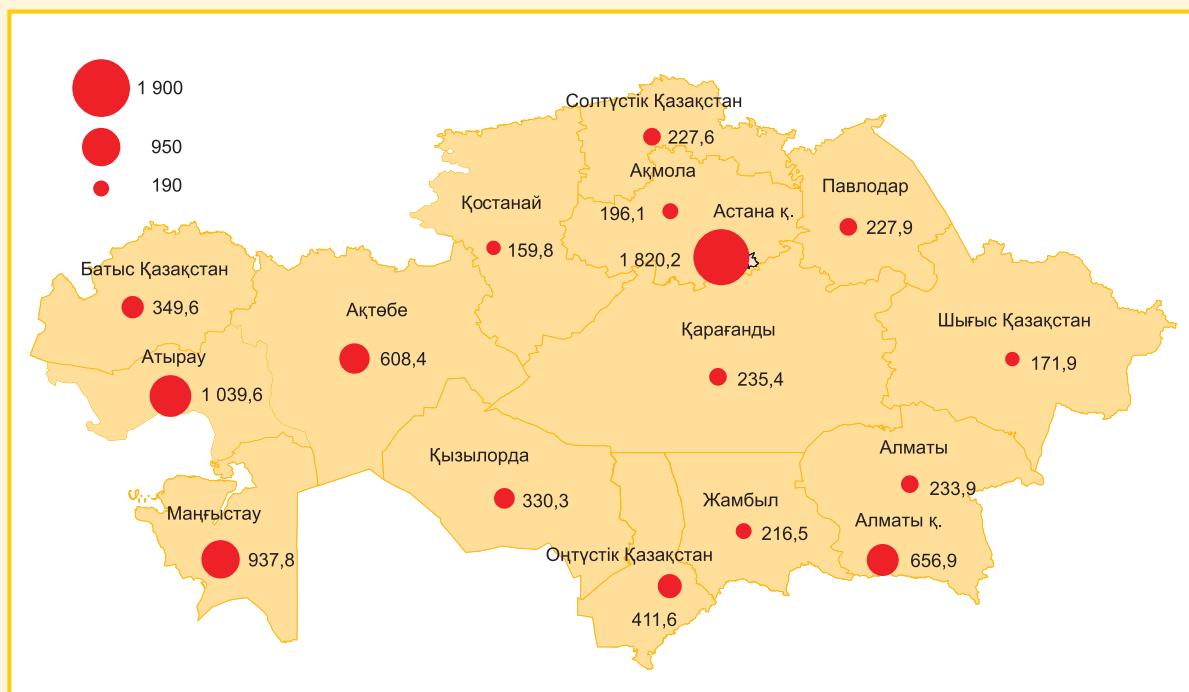 1 900
950
190
Солтүстік Қазақстан
227,6
Ақмола
196,1
Астана қ.
1 820,2
Павлодар
227,9
Қостанай
159,8
Батыс Қазақстан
349,6
Ақтөбе
608,4
Атырау
1 039,6
Қарағанды
235,4
Шығыс Қазақстан
171,9
Қызылорда
330,3
Маңғыстау
937,8
Жамбыл
216,5
Алматы
233,9
Алматы қ.
656,9
Оңтүстік Қазақстан
411,6